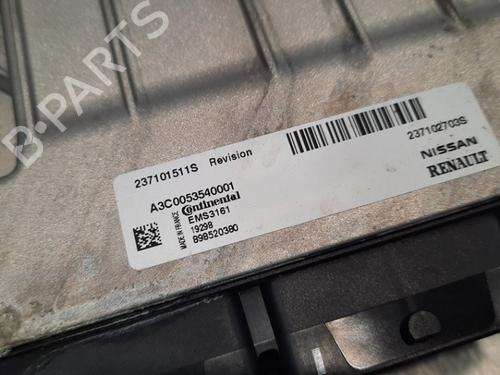 B-PARTS
237101511S Revision
237102703S
A3C0053540001
NISSAN
Continental
RENAULT
EMS3161
MADE IN FRANCE
19298
898520380